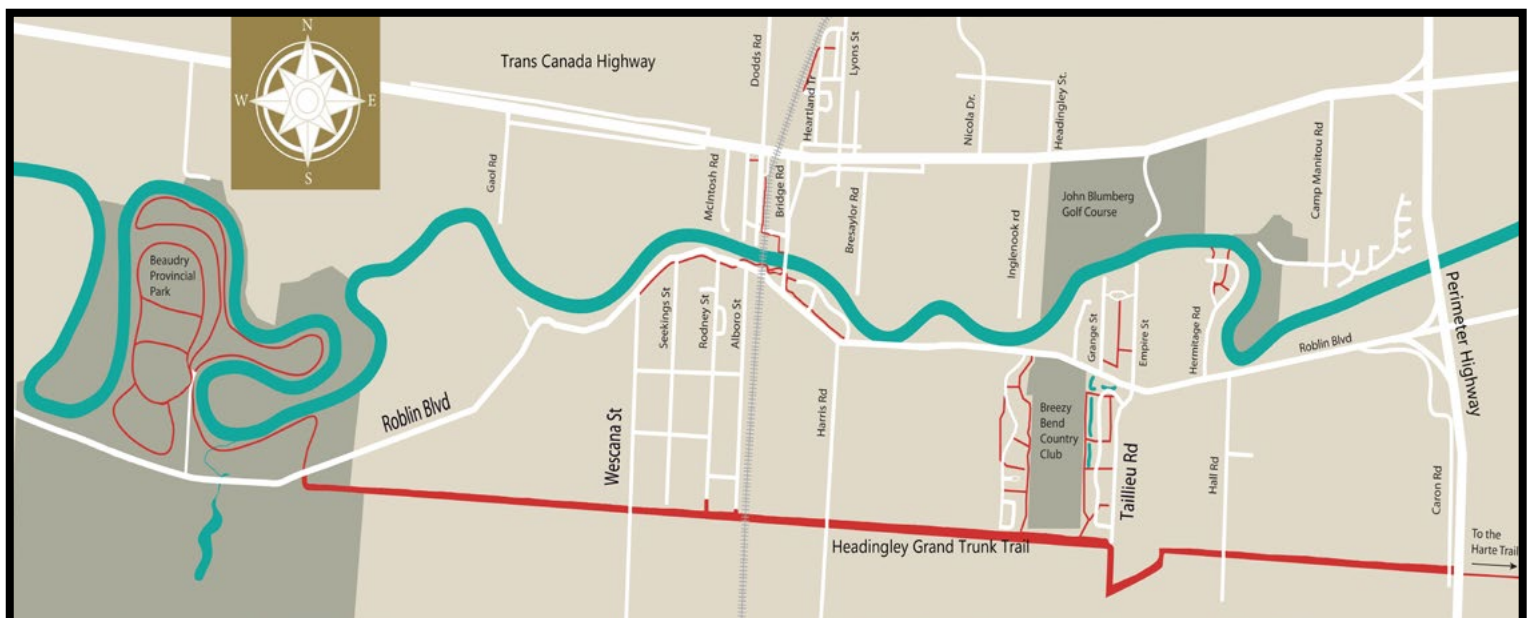 N
W
E
S
Trans Canada Highway
Dodds Rd
Heartland Tr
Lyons St
Nicola Dr.
Headingley St.
Gaol Rd
McIntosh Rd
Bridge Rd
Bresaylor Rd
Inglenook rd
John Blumberg
Golf Course
Camp Manitou Rd
Beaudry
Provincial
Park
Perimeter Highway
Seekings St
Rodney St
Alboro St
Grange St
Empire St
Hermitage Rd
Roblin Blvd
Roblin Blvd
Wescana St
Harris Rd
Breezy
Bend
Country
Club
Taillieu Rd
Hall Rd
Caron Rd
Headingley Grand Trunk Trail
To the
Harte Trail